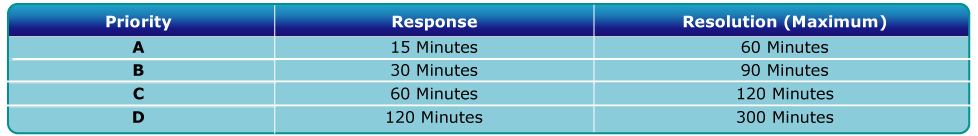 Priority Response Resolution (Maximum)
A 15 Minutes 60 Minutes
B 30 Minutes 90 Minutes
C 60 Minutes 120 Minutes
D 120 Minutes 300 Minutes